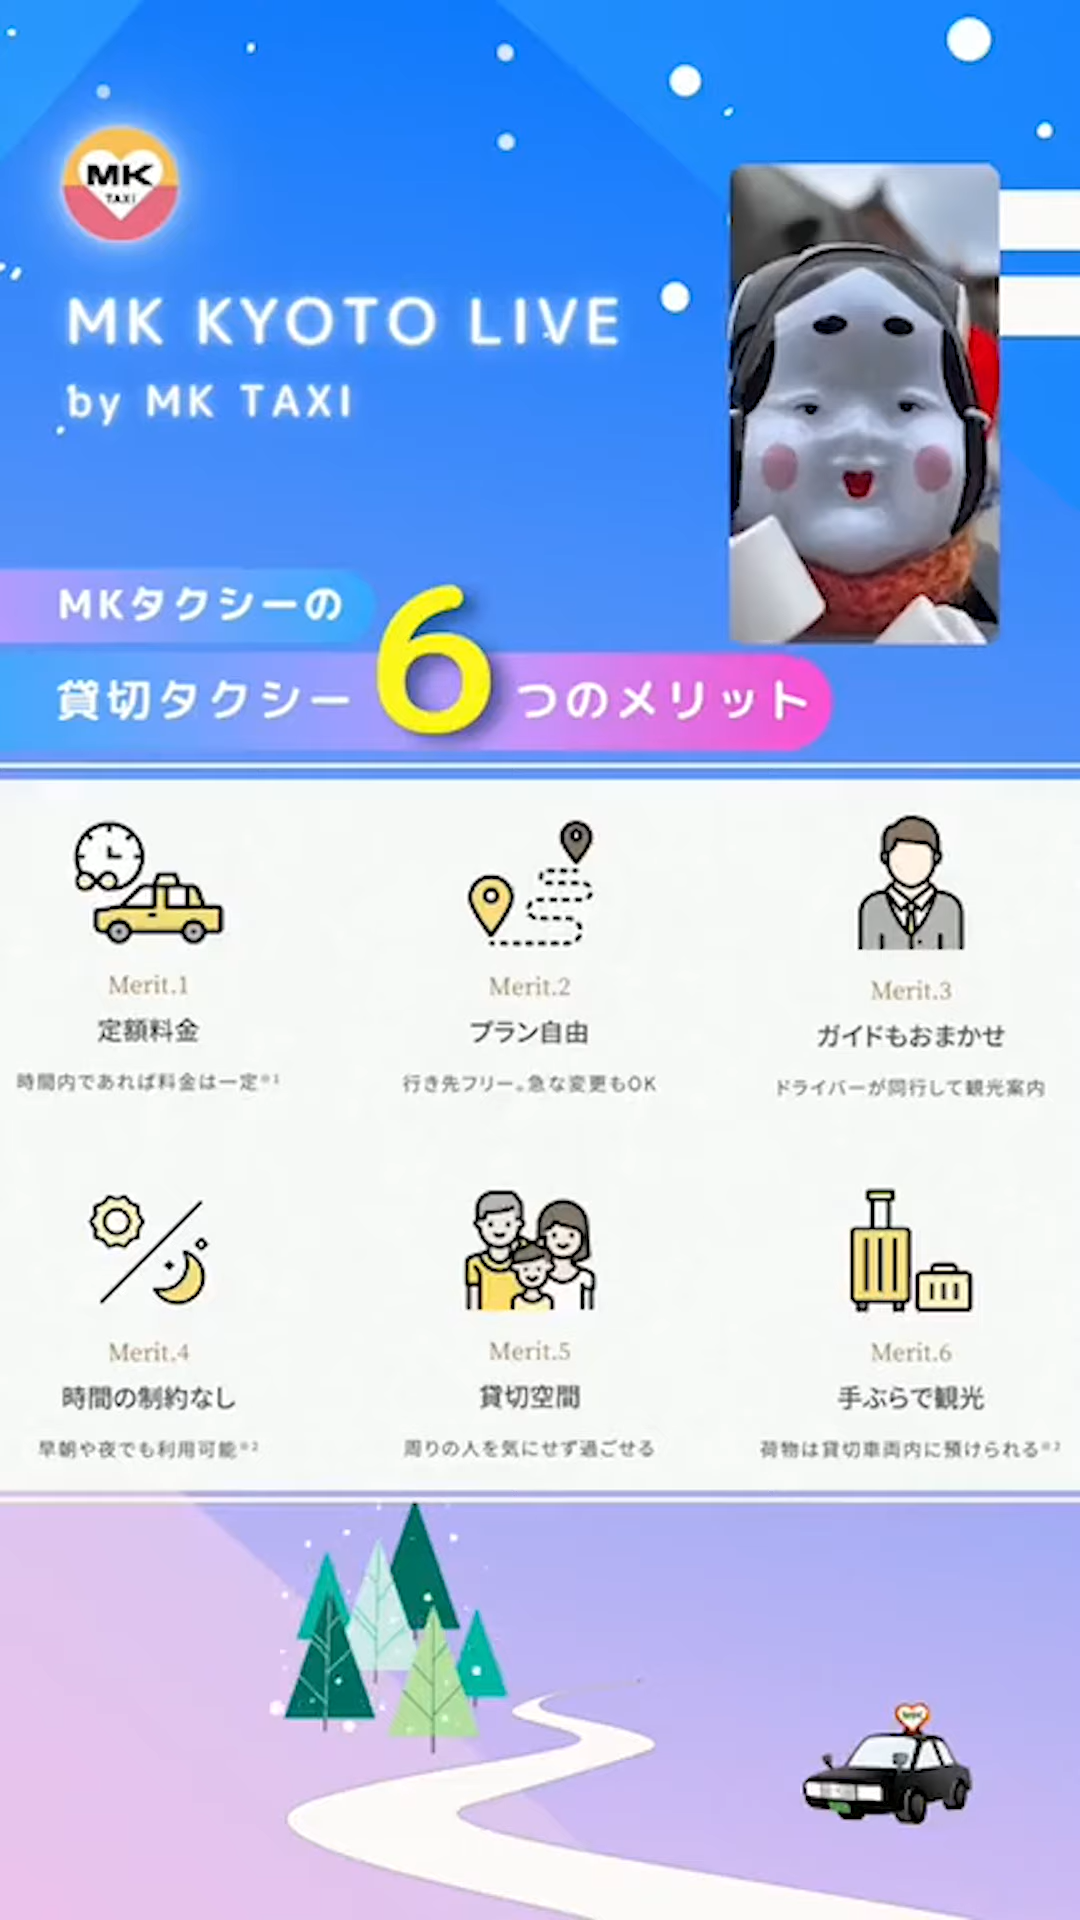 MK
TAXI
MK KYOTO LIVE
by MK TAXI
MKタクシーの
貸切タクシー6つのメリット
Merit.1
定額料金
時間内であれば料金は一定※1
Merit.2
プラン自由
行き先フリー。急な変更もOK
Merit.3
ガイドもおまかせ
ドライバーが同行して観光案内
Merit.4
時間の制約なし
早朝や夜でも利用可能※2
Merit.5
貸切空間
周りの人を気にせず過ごせる
Merit.6
手ぶらで観光
荷物は貸切車両内に預けられる